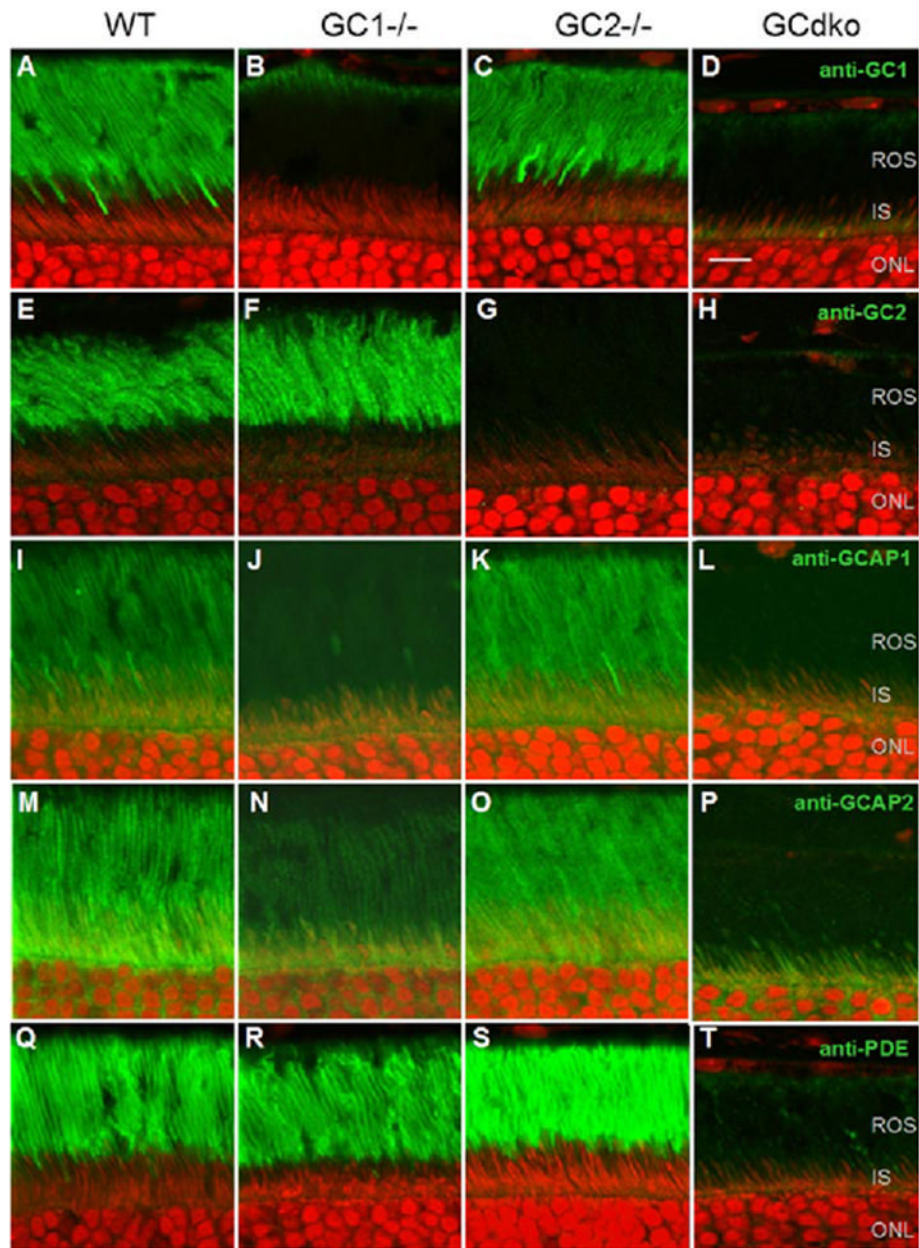 WT GC1-/- GC2-/- GCdko
A B C D anti-GC1
ROS
IS
ONL
E F G H anti-GC2
ROS
IS
ONL
I J K L anti-GCAP1
ROS
IS
ONL
M N O P anti-GCAP2
Q R S T anti-PDE
ROS
IS
ONL